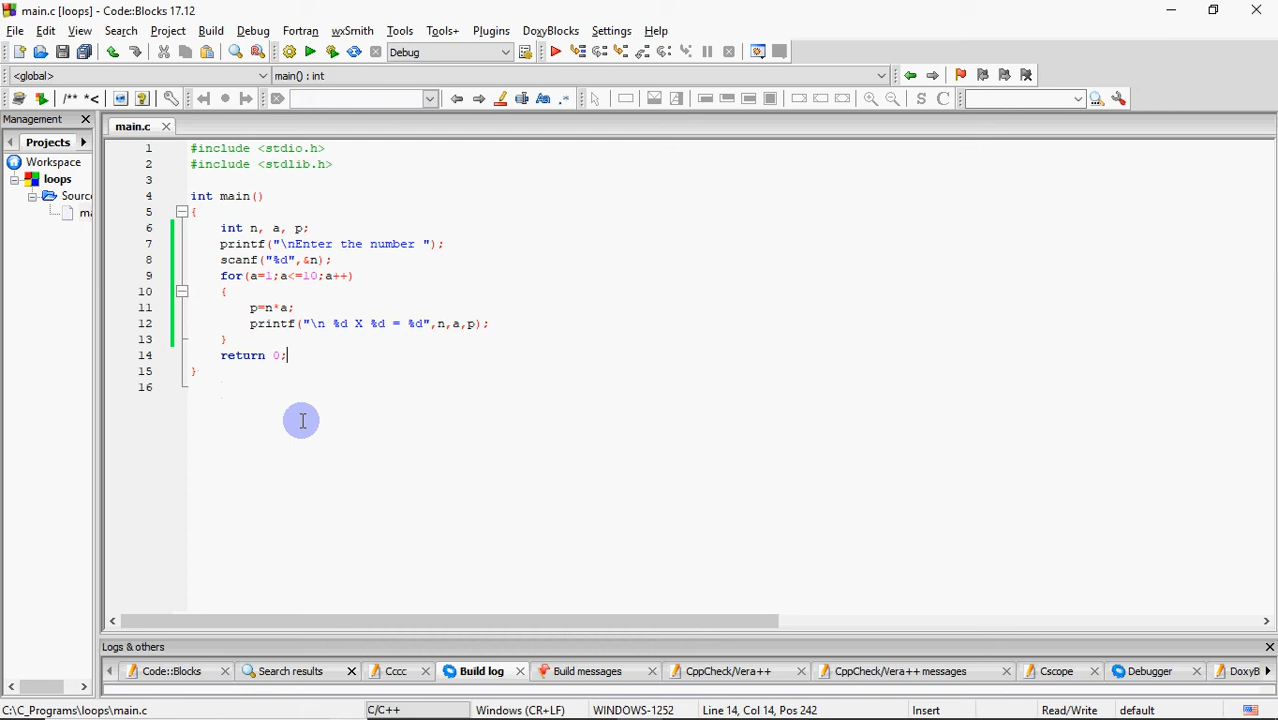 main.c [loops] - Code::Blocks 17.12
File Edit View Search Project Build Debug Fortran wxSmith Tools Tools+ Plugins DoxyBlocks Settings Help
Debug
<global> main() : int
/** *< S C
Management
Projects
Workspace
loops
Sourc
ma
main.c
1 #include <stdio.h>
2 #include <stdlib.h>
3
4 int main()
5 {
6 int n, a, p;
7 printf("\nEnter the number ");
8 scanf("%d",&n);
9 for(a=1;a<=10;a++)
10 {
11 p=n*a;
12 printf("\n %d X %d = %d",n,a,p);
13 }
14 return 0;
15 }
16
Logs & others
Code::Blocks Search results Cccc Build log Build messages CppCheck/Vera++ CppCheck/Vera++ messages Cscope Debugger DoxyB
C:\C_Programs\loops\main.c C/C++ Windows (CR+LF) WINDOWS-1252 Line 14, Col 14, Pos 242 Insert Read/Write default